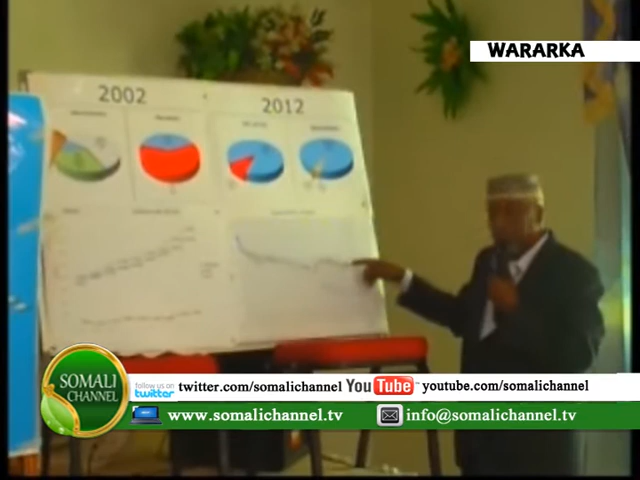 WARARKA
2002
2012
SOMALI
CHANNEL
follow us on
twitter
twitter.com/somalichannel
YouTube
youtube.com/somalichannel
www.somalichannel.tv
info@somalichannel.tv